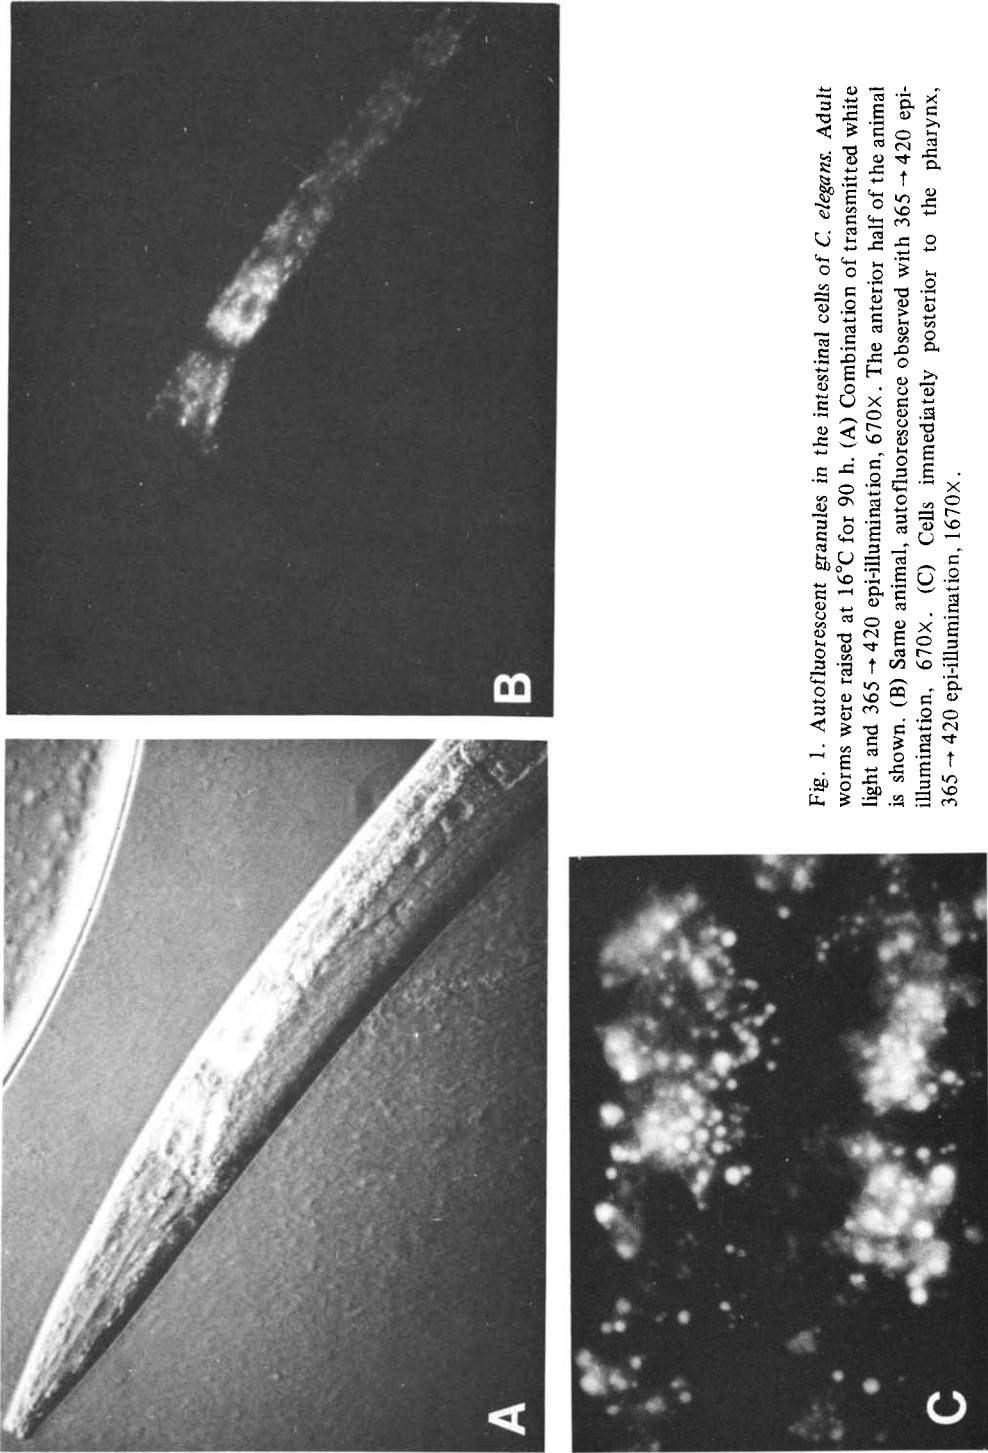 A
B
C
Fig. 1. Autofluorescent granules in the intestinal cells of C. elegans. Adult
worms were raised at 16°C for 90 h. (A) Combination of transmitted white
light and 365 → 420 epi-illumination, 670×. The anterior half of the animal
is shown. (B) Same animal, autofluorescence observed with 365 → 420 epi-
illumination, 670×. (C) Cells immediately posterior to the pharynx,
365 → 420 epi-illumination, 1670×.